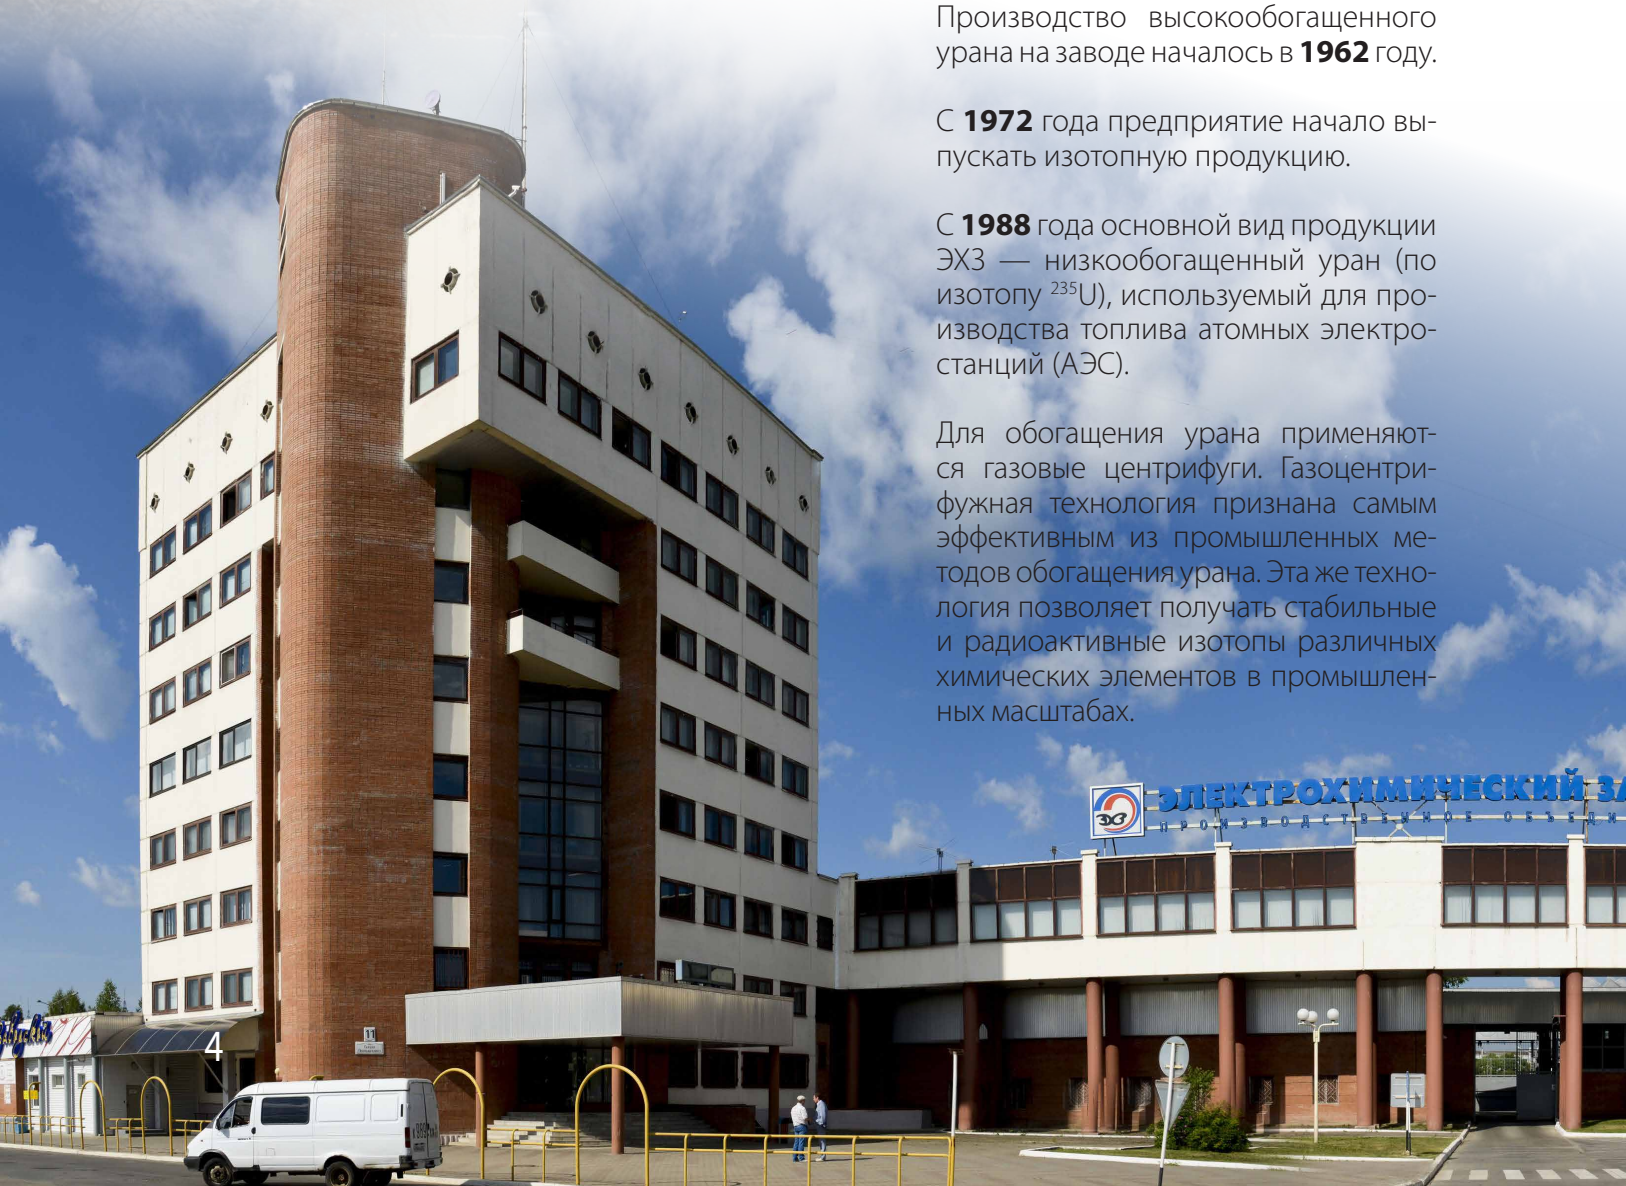 Производство высокообогащенного
урана на заводе началось в 1962 году.
С 1972 года предприятие начало вы-
пускать изотопную продукцию.
С 1988 года основной вид продукции
ЭХЗ — низкообогащенный уран (по
изотопу ²³⁵U), используемый для про-
изводства топлива атомных электро-
станций (АЭС).
Для обогащения урана применяют-
ся газовые центрифуги. Газоцентри-
фужная технология признана самым
эффективным из промышленных ме-
тодов обогащения урана. Эта же техно-
логия позволяет получать стабильные
и радиоактивные изотопы различных
химических элементов в промышлен-
ных масштабах.
ЭХЗ
ЭЛЕКТРОХИМИЧЕСКИЙ ЗА
ПРОИЗВОДСТВЕННОЕ ОБЪЕДИ
11
4